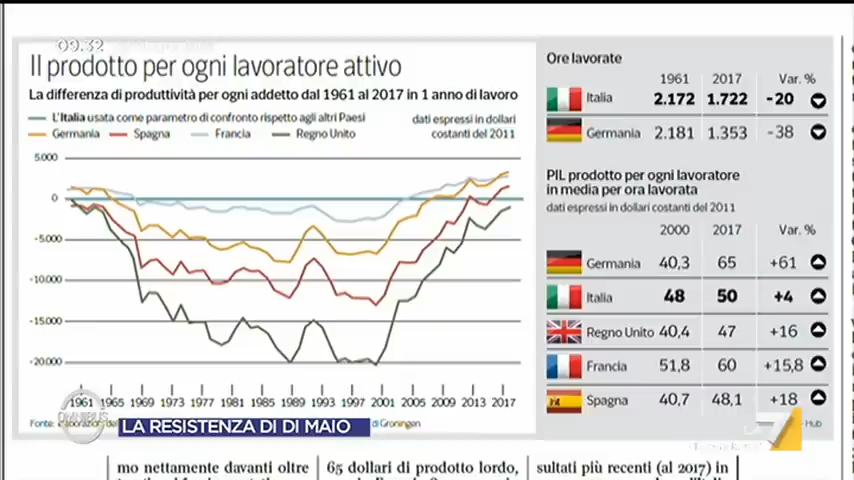 09.32
Il prodotto per ogni lavoratore attivo
La differenza di produttività per ogni addetto dal 1961 al 2017 in 1 anno di lavoro
L'Italia usata come parametro di confronto rispetto agli altri Paesi
Germania Spagna Francia Regno Unito
dati espressi in dollari
costanti del 2011
5.000
0
-5.000
-10.000
-15.000
-20.000
1961 1965 1969 1973 1977 1981 1985 1989 1993 1997 2001 2005 2009 2013 2017
Fonte: elaborazioni
di Groningen
Ore lavorate
1961 2017 Var. %
Italia 2.172 1.722 -20
Germania 2.181 1.353 -38
PIL prodotto per ogni lavoratore
in media per ora lavorata
dati espressi in dollari costanti del 2011
2000 2017 Var. %
Germania 40,3 65 +61
Italia 48 50 +4
Regno Unito 40,4 47 +16
Francia 51,8 60 +15,8
Spagna 40,7 48,1 +18
Hub
OMNIBUS
LA RESISTENZA DI DI MAIO
7
mo nettamente davanti oltre
65 dollari di prodotto lordo,
sultati più recenti (al 2017) in